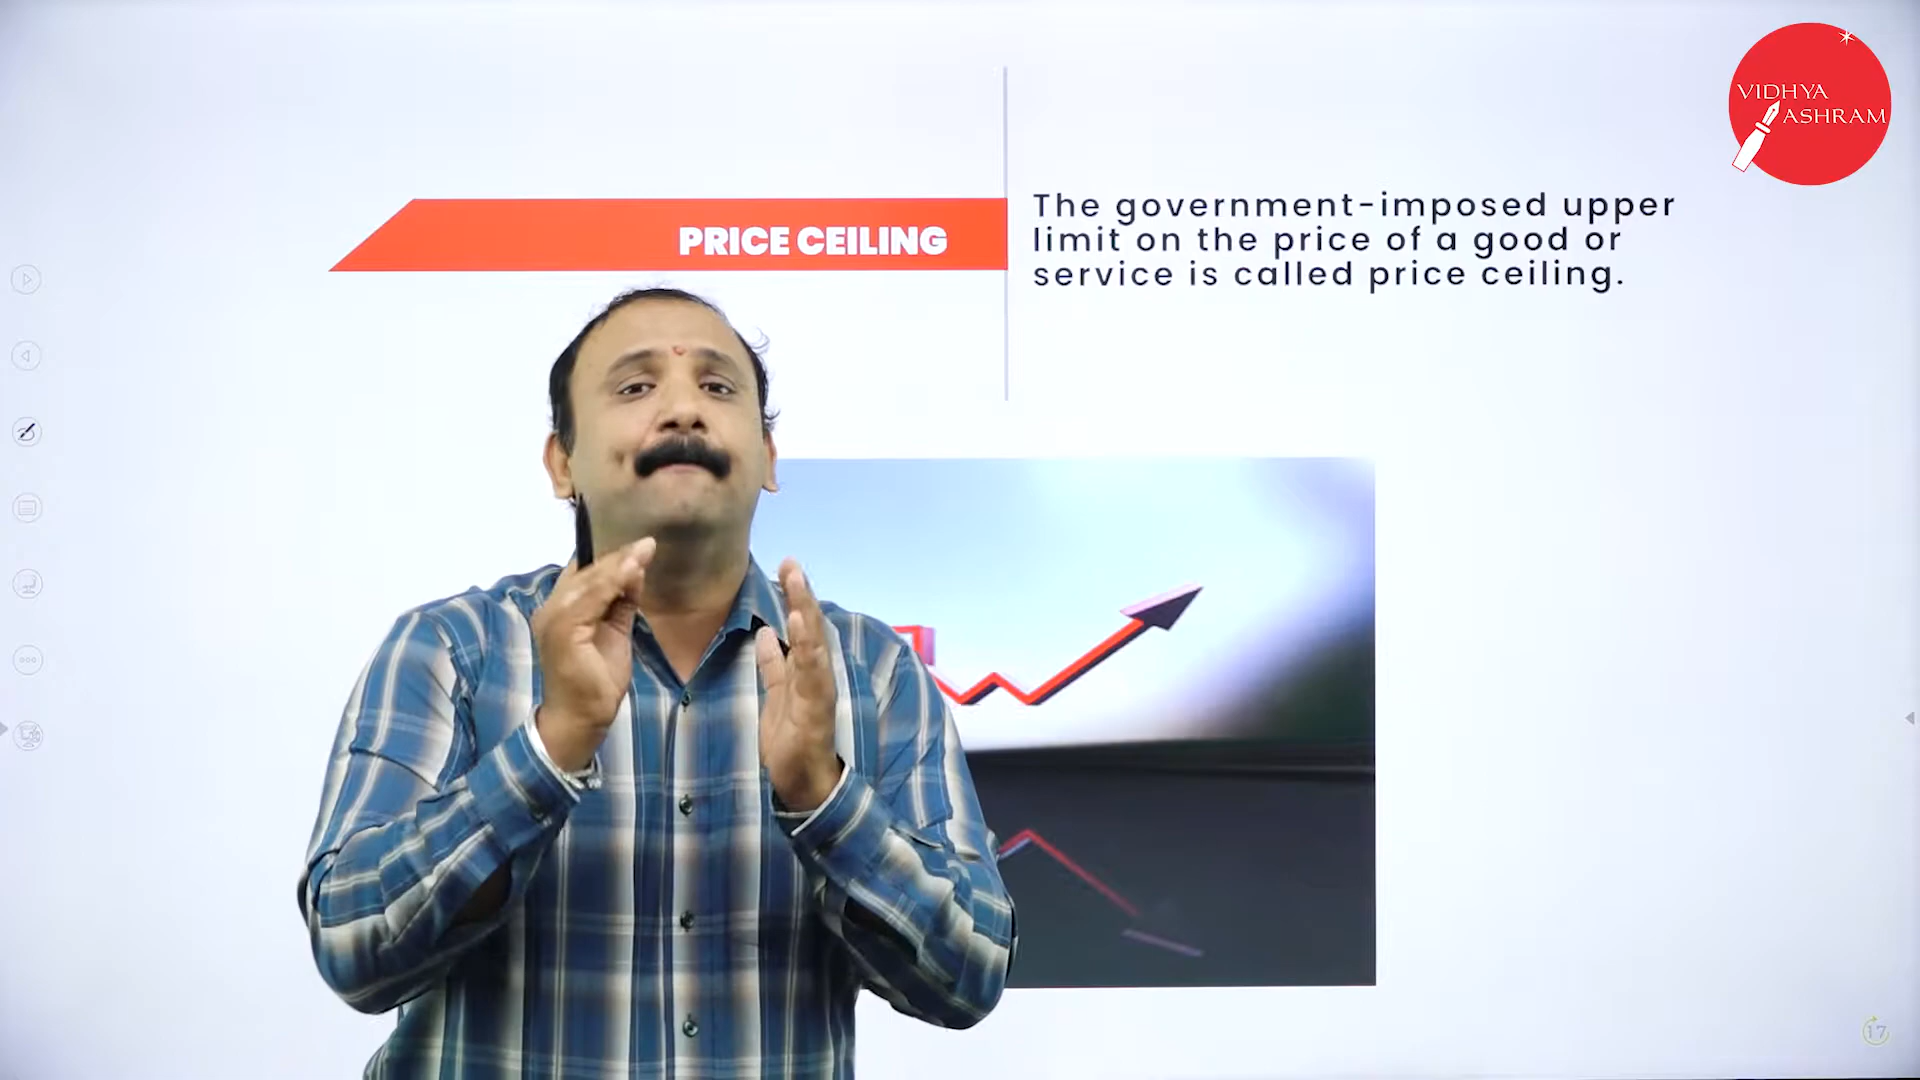 VIDHYA
ASHRAM
PRICE CEILING
The government-imposed upper
limit on the price of a good or
service is called price ceiling.
17